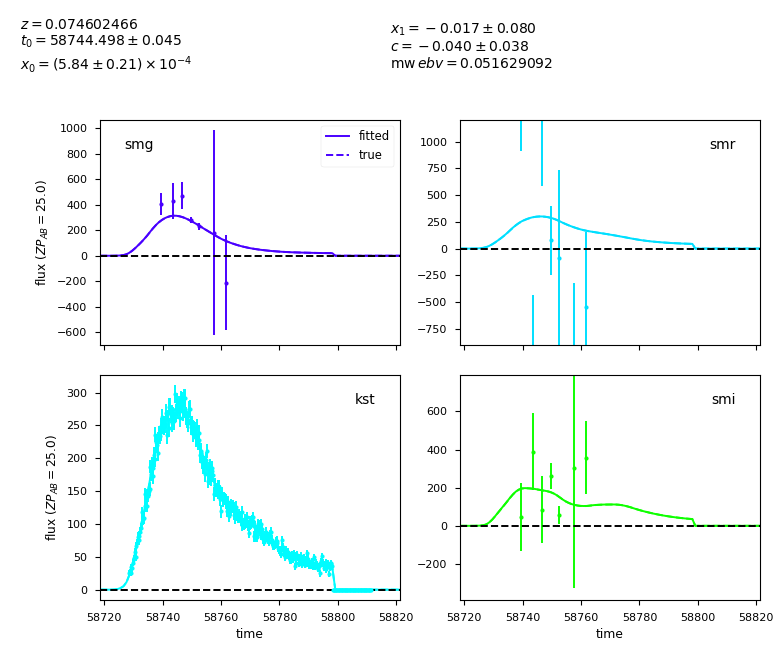 z = 0.074602466
t₀ = 58744.498 ± 0.045
x₀ = (5.84 ± 0.21) × 10⁻⁴
x₁ = −0.017 ± 0.080
c = −0.040 ± 0.038
mw ebv = 0.051629092
smg
fitted
true
1000
800
600
400
200
0
−200
−400
−600
flux (ZP_AB = 25.0)
smr
1000
750
500
250
0
−250
−500
−750
kst
300
250
200
150
100
50
0
flux (ZP_AB = 25.0)
58720 58740 58760 58780 58800 58820
time
smi
600
400
200
0
−200
58720 58740 58760 58780 58800 58820
time